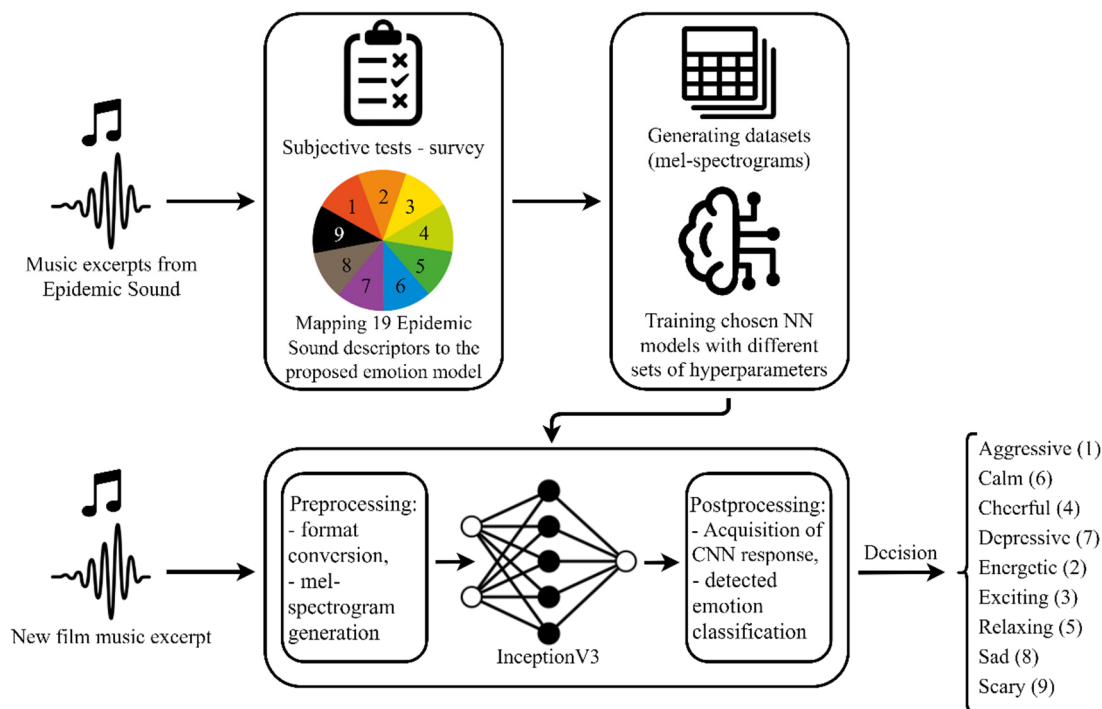 Music excerpts from
Epidemic Sound
Subjective tests - survey
1
2
3
4
5
6
7
8
9
Mapping 19 Epidemic
Sound descriptors to the
proposed emotion model
Generating datasets
(mel-spectrograms)
Training chosen NN
models with different
sets of hyperparameters
New film music excerpt
Preprocessing:
- format
conversion,
- mel-
spectrogram
generation
InceptionV3
Postprocessing:
- Acquisition of
CNN response,
- detected
emotion
classification
Decision
Aggressive (1)
Calm (6)
Cheerful (4)
Depressive (7)
Energetic (2)
Exciting (3)
Relaxing (5)
Sad (8)
Scary (9)